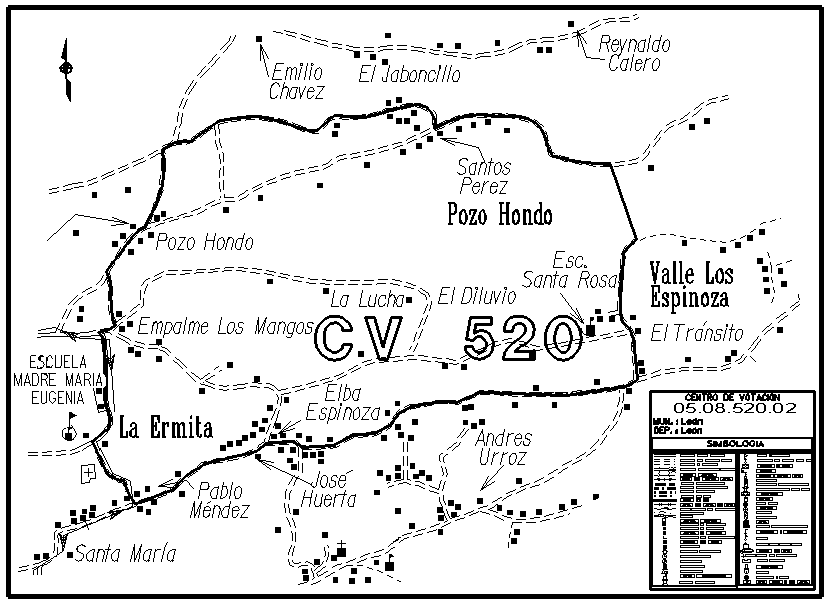 Reynaldo
Calero
Emilio
Chavez
El Jaboncillo
Santos
Perez
Pozo Hondo
Pozo Hondo
Esc.
Santa Rosa
Valle Los
Espinoza
La Lucha
El Diluvio
Empalme Los Mangos
CV 520
El Tránsito
ESCUELA
MADRE MARIA
EUGENIA
Elba
Espinoza
La Ermita
Andres
Urroz
José
Huerta
Pablo
Méndez
Santa María
CENTRO DE VOTACIÓN
05.08.520.02
MUN.: León
DEP.: León
SIMBOLOGIA